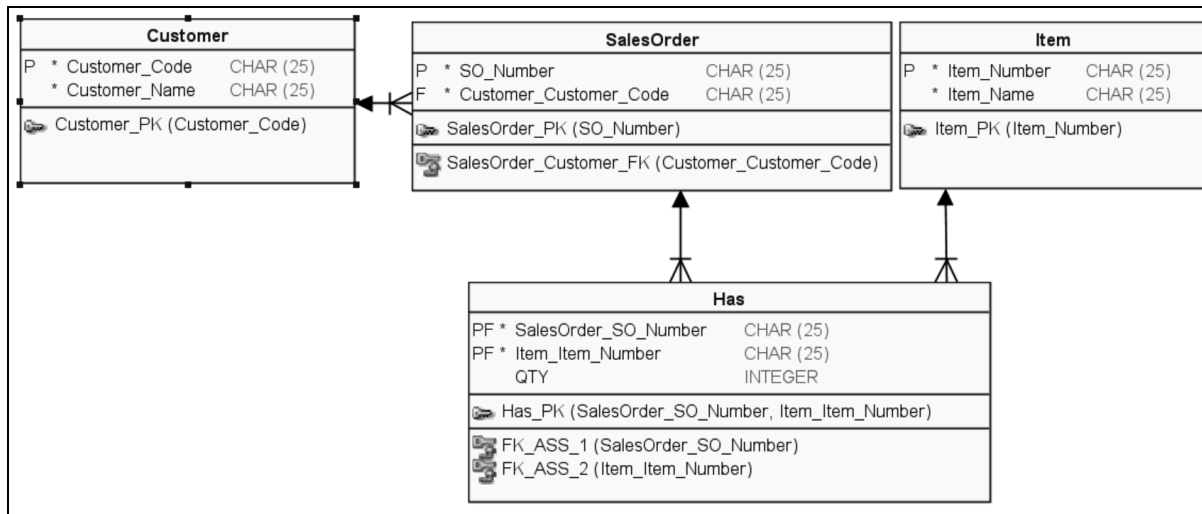 Customer
P * Customer_Code CHAR (25)
* Customer_Name CHAR (25)
Customer_PK (Customer_Code)
SalesOrder
P * SO_Number CHAR (25)
F * Customer_Customer_Code CHAR (25)
SalesOrder_PK (SO_Number)
SalesOrder_Customer_FK (Customer_Customer_Code)
Item
P * Item_Number CHAR (25)
* Item_Name CHAR (25)
Item_PK (Item_Number)
Has
PF * SalesOrder_SO_Number CHAR (25)
PF * Item_Item_Number CHAR (25)
QTY INTEGER
Has_PK (SalesOrder_SO_Number, Item_Item_Number)
FK_ASS_1 (SalesOrder_SO_Number)
FK_ASS_2 (Item_Item_Number)